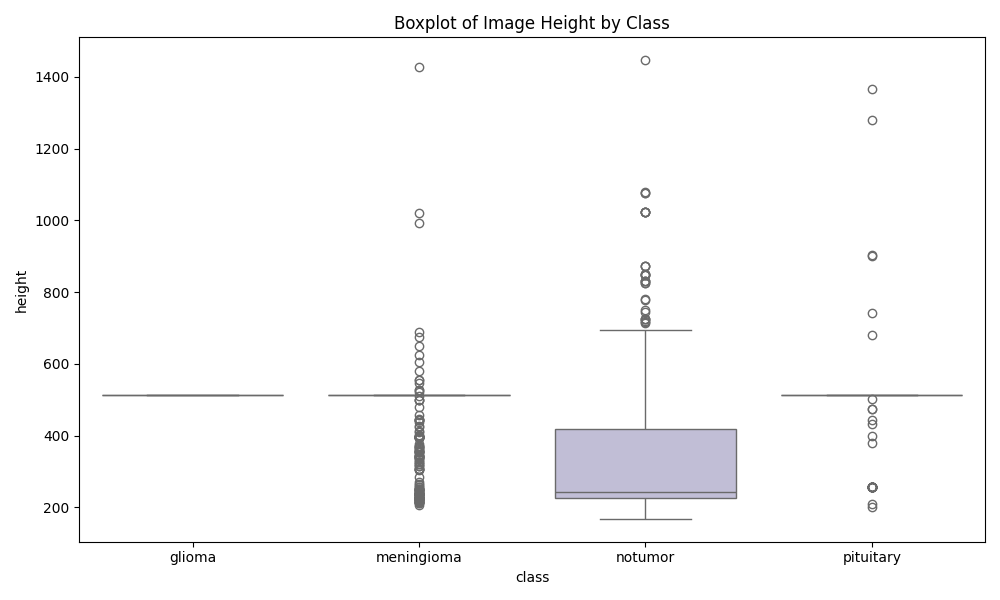 Boxplot of Image Height by Class
height
1400
1200
1000
800
600
400
200
glioma
meningioma
notumor
pituitary
class